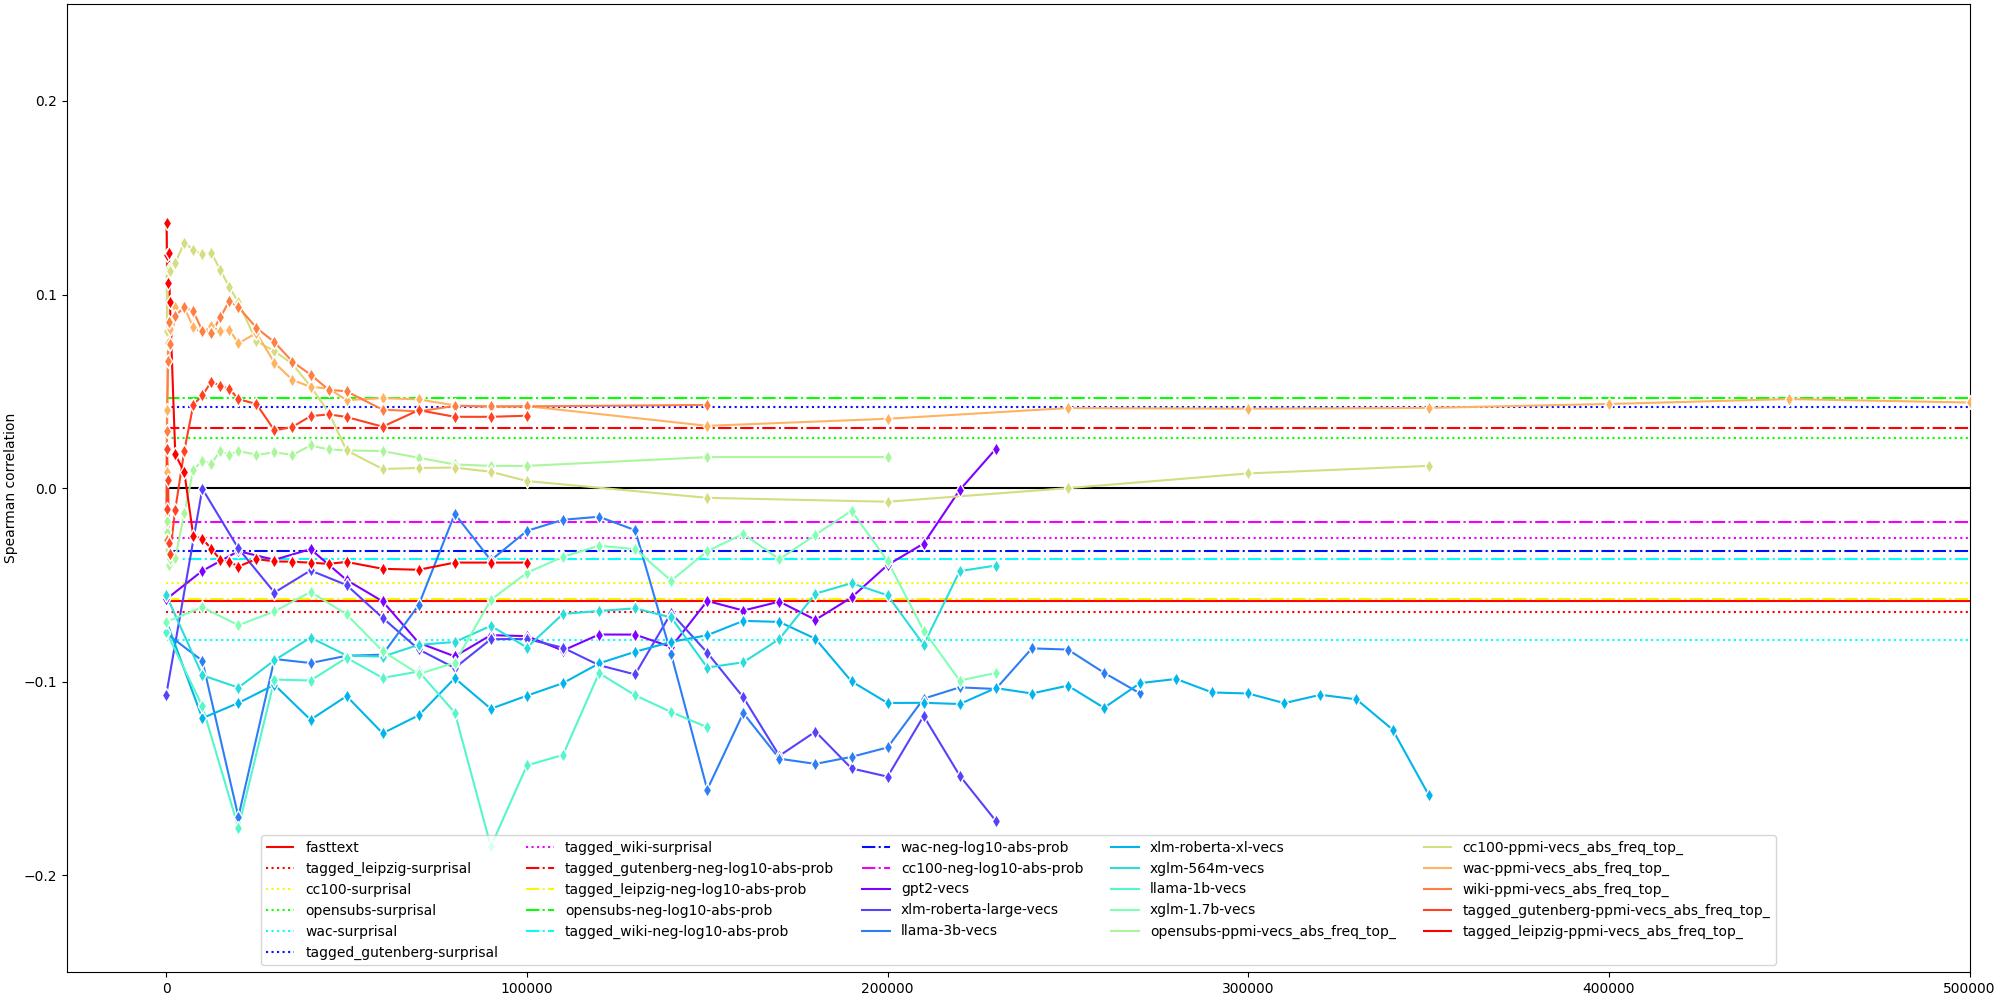 Spearman correlation
0.2
0.1
0.0
−0.1
−0.2
fasttext
tagged_leipzig-surprisal
cc100-surprisal
opensubs-surprisal
wac-surprisal
tagged_gutenberg-surprisal
tagged_wiki-surprisal
tagged_gutenberg-neg-log10-abs-prob
tagged_leipzig-neg-log10-abs-prob
opensubs-neg-log10-abs-prob
tagged_wiki-neg-log10-abs-prob
wac-neg-log10-abs-prob
cc100-neg-log10-abs-prob
gpt2-vecs
xlm-roberta-large-vecs
llama-3b-vecs
xlm-roberta-xl-vecs
xglm-564m-vecs
llama-1b-vecs
xglm-1.7b-vecs
opensubs-ppmi-vecs_abs_freq_top_
cc100-ppmi-vecs_abs_freq_top_
wac-ppmi-vecs_abs_freq_top_
wiki-ppmi-vecs_abs_freq_top_
tagged_gutenberg-ppmi-vecs_abs_freq_top_
tagged_leipzig-ppmi-vecs_abs_freq_top_
0 100000 200000 300000 400000 500000